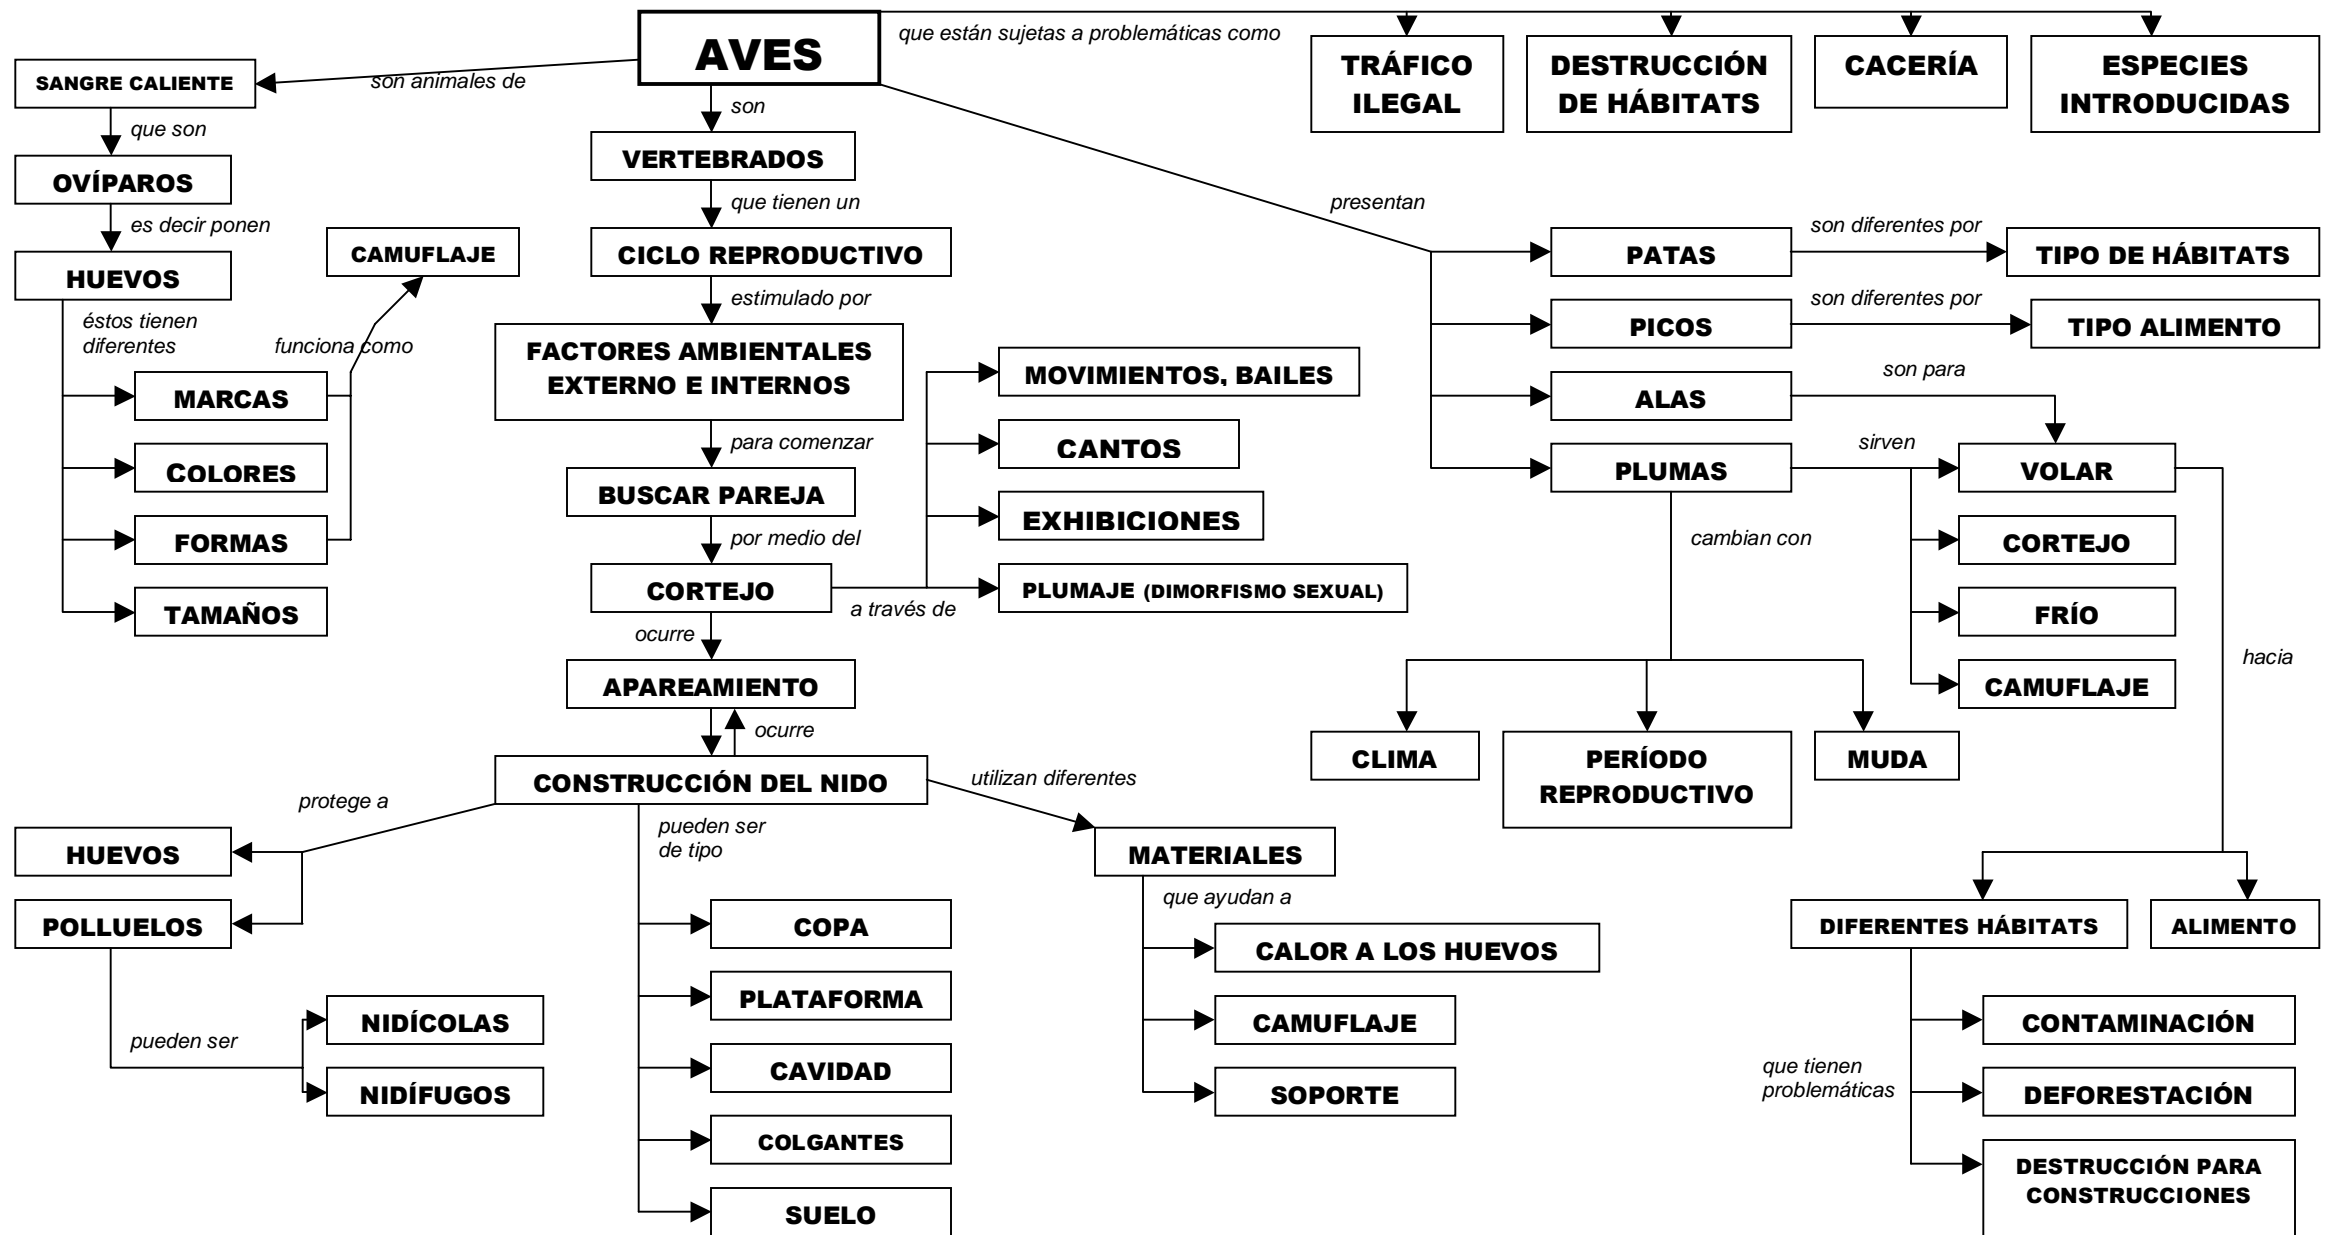 AVES
que están sujetas a problemáticas como
TRÁFICO
ILEGAL
DESTRUCCIÓN
DE HÁBITATS
CACERÍA
ESPECIES
INTRODUCIDAS
son animales de
SANGRE CALIENTE
que son
OVÍPAROS
es decir ponen
HUEVOS
éstos tienen
diferentes
MARCAS
COLORES
FORMAS
TAMAÑOS
funciona como
CAMUFLAJE
son
VERTEBRADOS
que tienen un
CICLO REPRODUCTIVO
estimulado por
FACTORES AMBIENTALES
EXTERNO E INTERNOS
para comenzar
BUSCAR PAREJA
por medio del
CORTEJO
a través de
MOVIMIENTOS, BAILES
CANTOS
EXHIBICIONES
PLUMAJE (DIMORFISMO SEXUAL)
ocurre
APAREAMIENTO
ocurre
CONSTRUCCIÓN DEL NIDO
protege a
HUEVOS
POLLUELOS
pueden ser
NIDÍCOLAS
NIDÍFUGOS
pueden ser
de tipo
COPA
PLATAFORMA
CAVIDAD
COLGANTES
SUELO
utilizan diferentes
MATERIALES
que ayudan a
CALOR A LOS HUEVOS
CAMUFLAJE
SOPORTE
presentan
PATAS
son diferentes por
TIPO DE HÁBITATS
PICOS
son diferentes por
TIPO ALIMENTO
ALAS
son para
PLUMAS
sirven
VOLAR
CORTEJO
FRÍO
CAMUFLAJE
cambian con
CLIMA
PERÍODO
REPRODUCTIVO
MUDA
hacia
DIFERENTES HÁBITATS
ALIMENTO
que tienen
problemáticas
CONTAMINACIÓN
DEFORESTACIÓN
DESTRUCCIÓN PARA
CONSTRUCCIONES